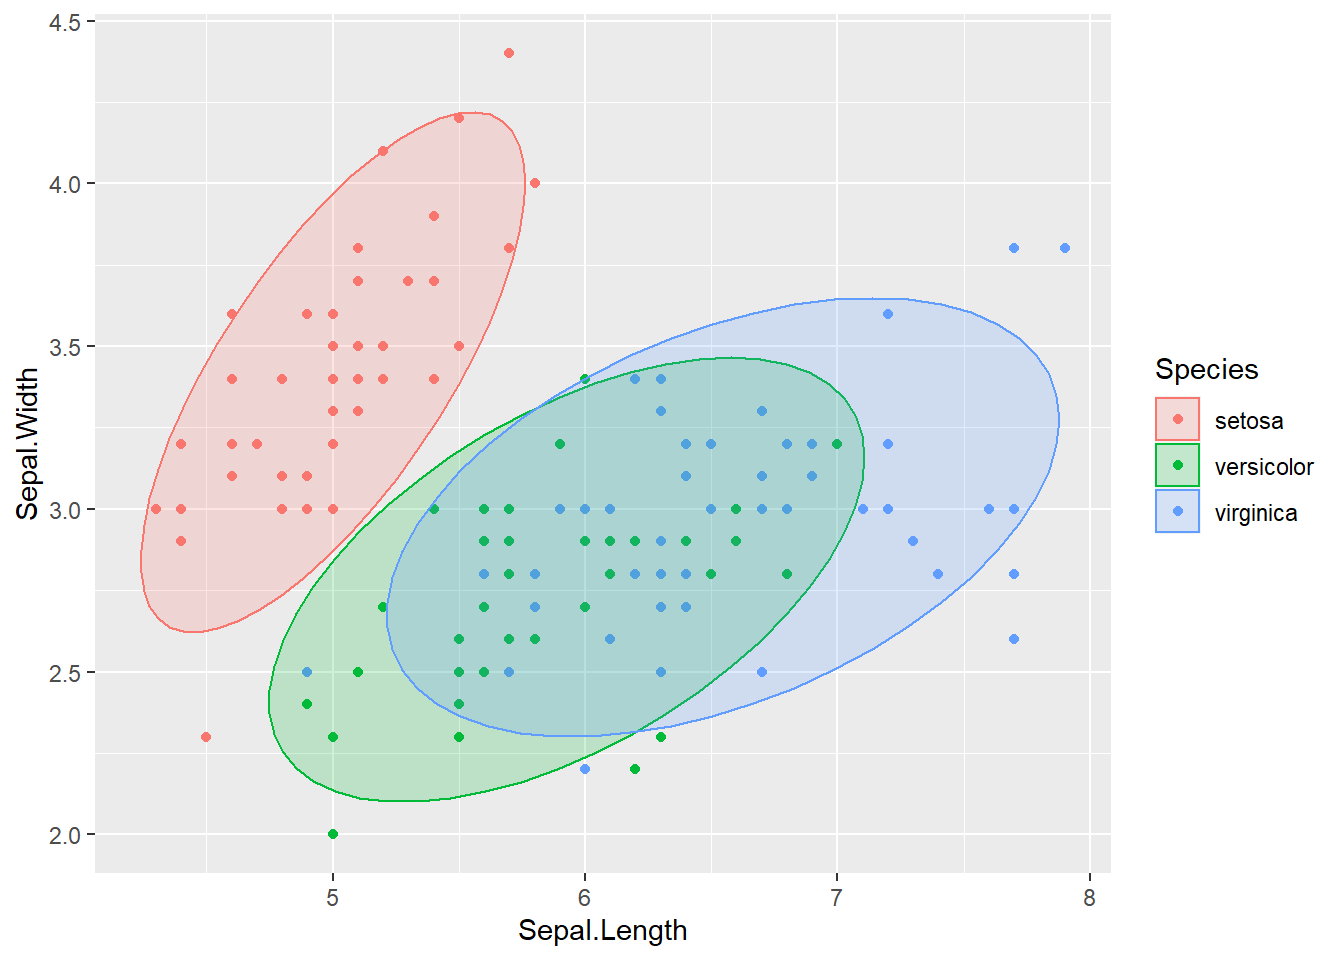 4.5
4.0
3.5
3.0
2.5
2.0
Sepal.Width
5 6 7 8
Sepal.Length
Species
setosa
versicolor
virginica